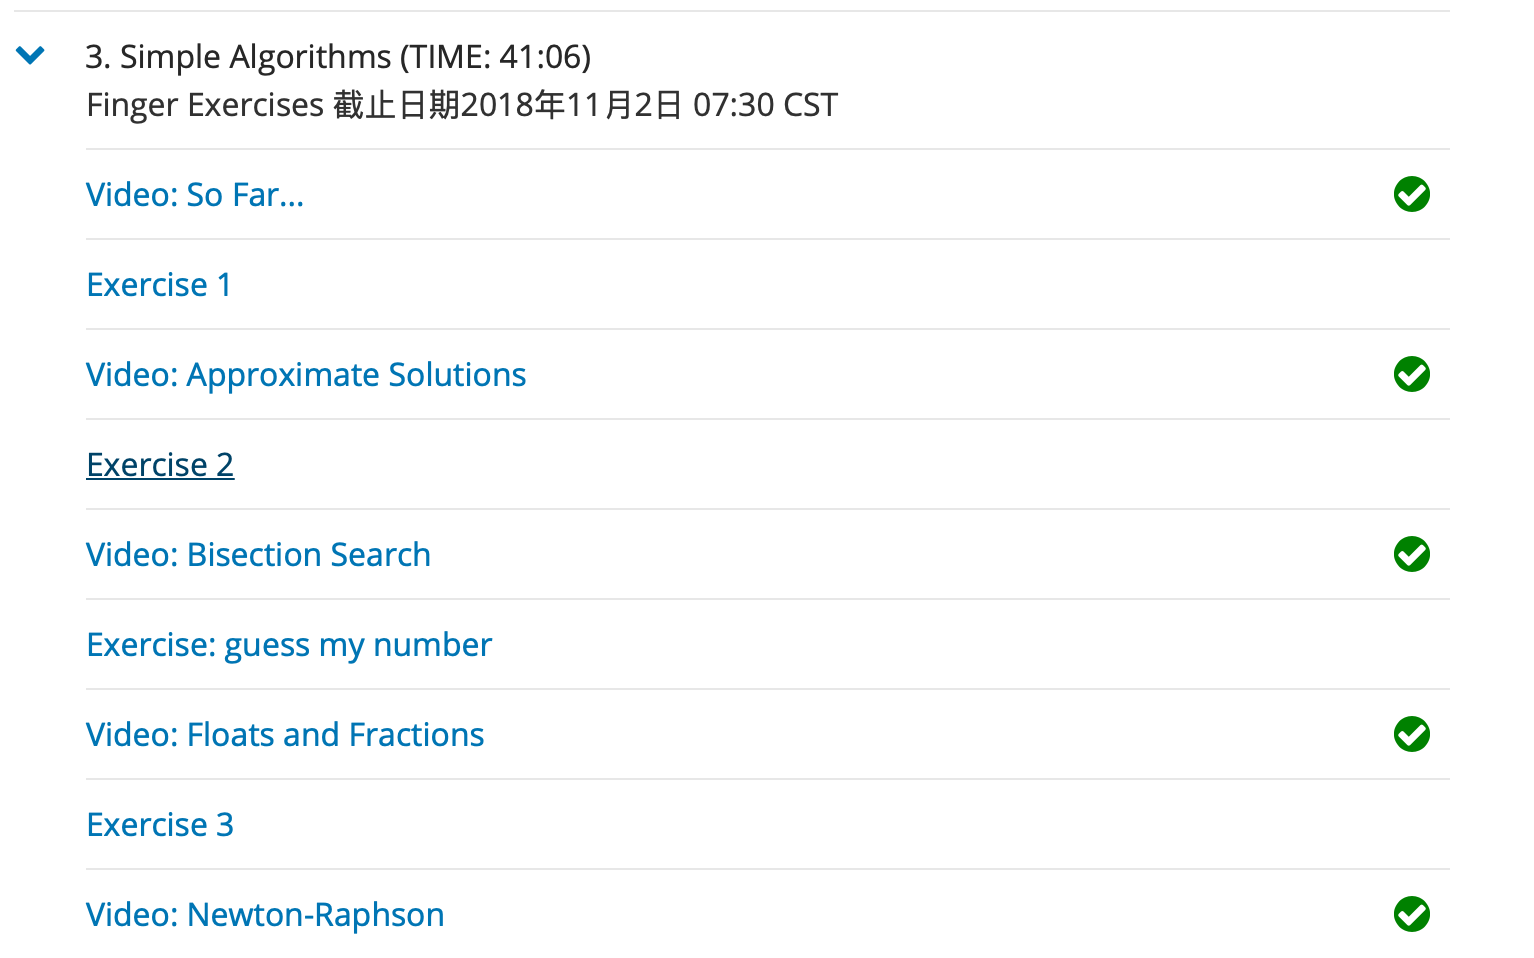 3. Simple Algorithms (TIME: 41:06)
Finger Exercises 截止日期2018年11月2日 07:30 CST
Video: So Far...
Exercise 1
Video: Approximate Solutions
Exercise 2
Video: Bisection Search
Exercise: guess my number
Video: Floats and Fractions
Exercise 3
Video: Newton-Raphson